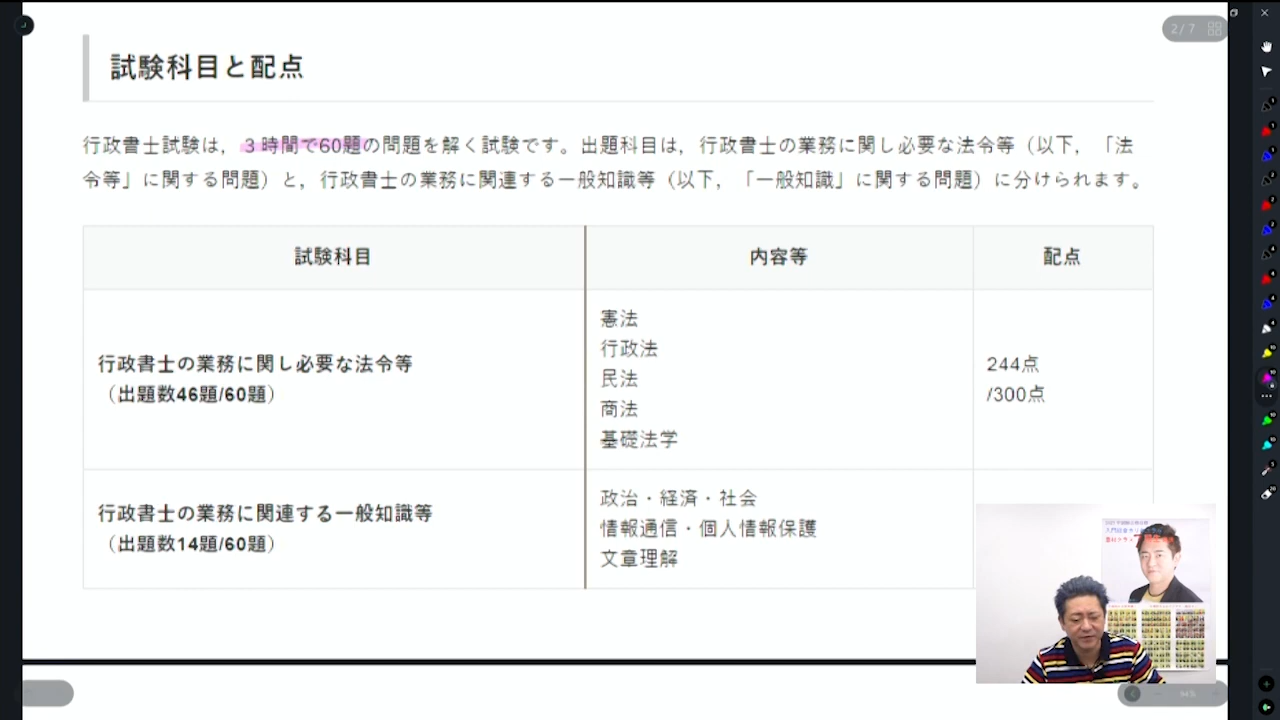 2/7
試験科目と配点
行政書士試験は，３時間で60題の問題を解く試験です。出題科目は，行政書士の業務に関し必要な法令等（以下，「法
令等」に関する問題）と，行政書士の業務に関連する一般知識等（以下，「一般知識」に関する問題）に分けられます。
試験科目 内容等 配点
行政書士の業務に関し必要な法令等
（出題数46題/60題）
憲法
行政法
民法
商法
基礎法学
244点
/300点
行政書士の業務に関連する一般知識等
（出題数14題/60題）
政治・経済・社会
情報通信・個人情報保護
文章理解